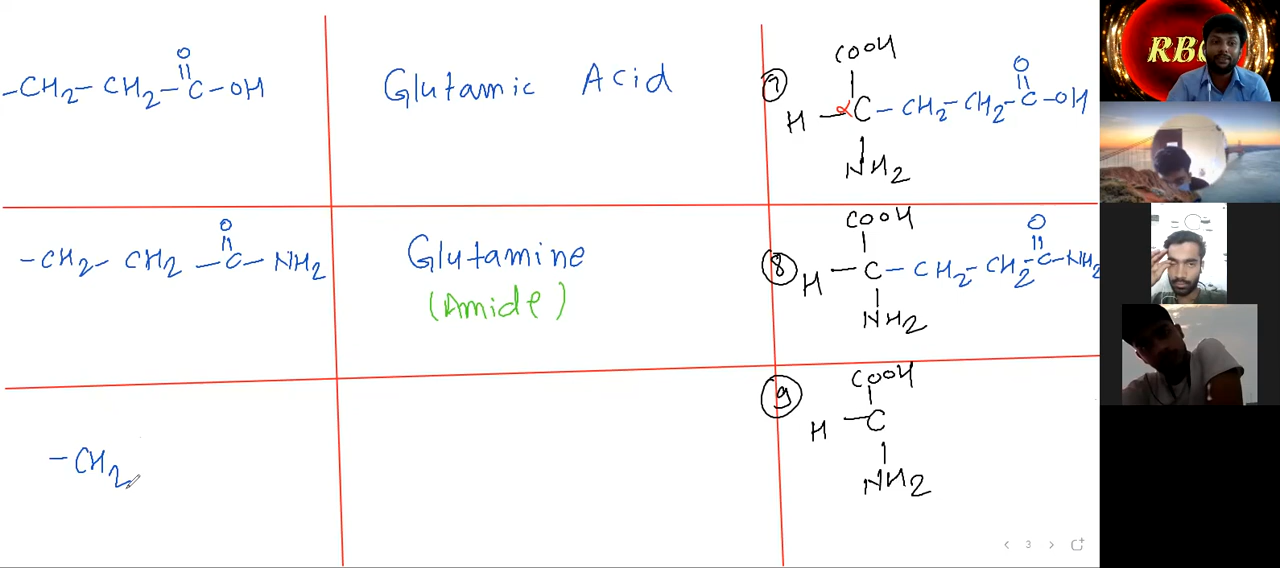 -CH2-CH2-C-OH
O
Glutamic Acid
7
COOH
H-αC-CH2-CH2-C-OH
O
NH2
-CH2-CH2-C-NH2
O
Glutamine
(Amide)
8
COOH
H-C-CH2-CH2-C-NH2
O
NH2
-CH2
9
COOH
H-C
NH2
< 3 >